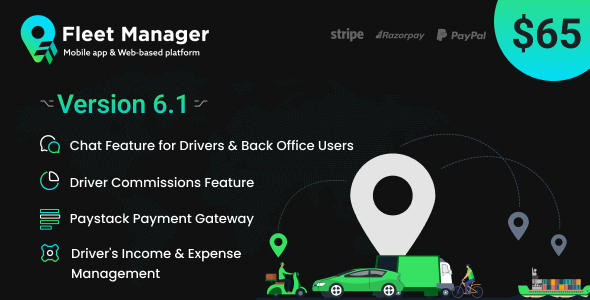 Fleet Manager
Mobile app & Web-based platform
stripe
Razorpay
PayPal
$65
Version 6.1
Chat Feature for Drivers & Back Office Users
Driver Commissions Feature
Paystack Payment Gateway
Driver's Income & Expense
Management